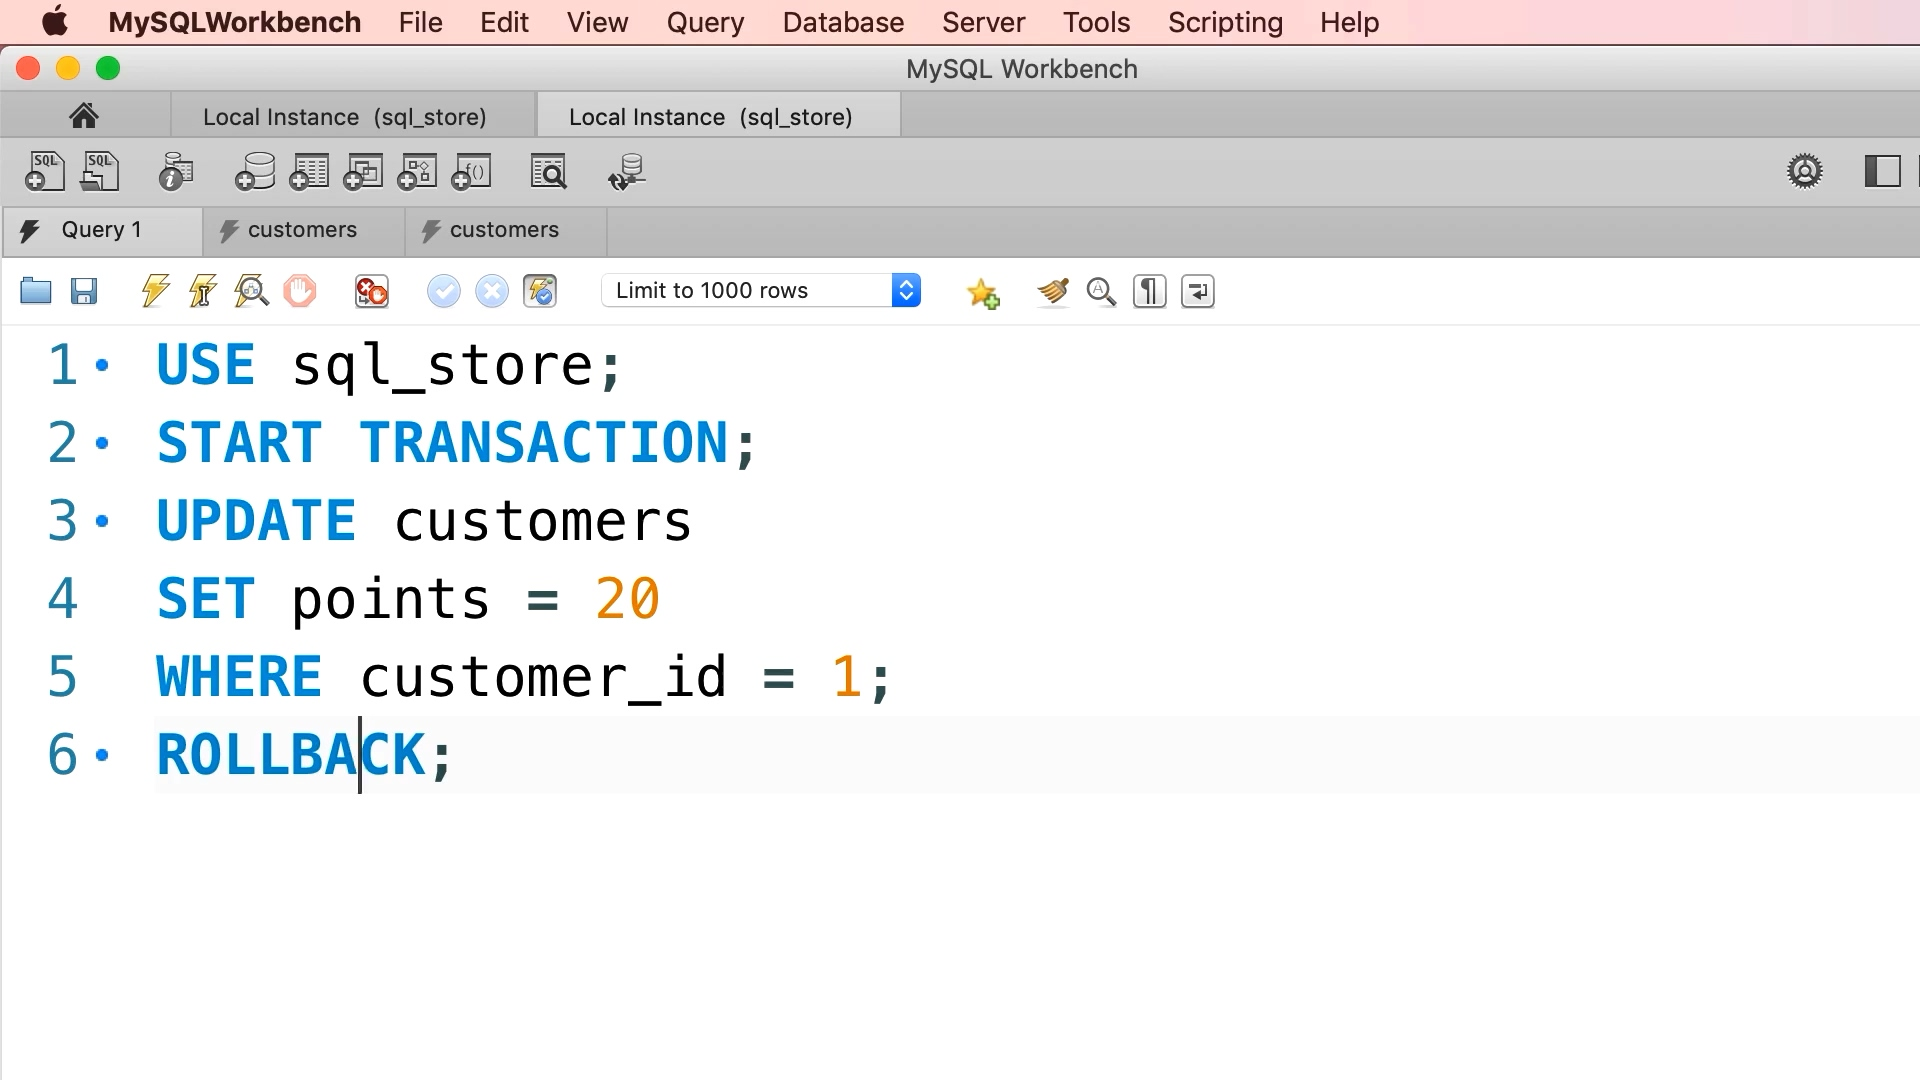 MySQLWorkbench File Edit View Query Database Server Tools Scripting Help
MySQL Workbench
Local Instance (sql_store) Local Instance (sql_store)
SQL SQL i f()
Query 1 customers customers
Limit to 1000 rows
1 USE sql_store;
2 START TRANSACTION;
3 UPDATE customers
4 SET points = 20
5 WHERE customer_id = 1;
6 ROLLBACK;